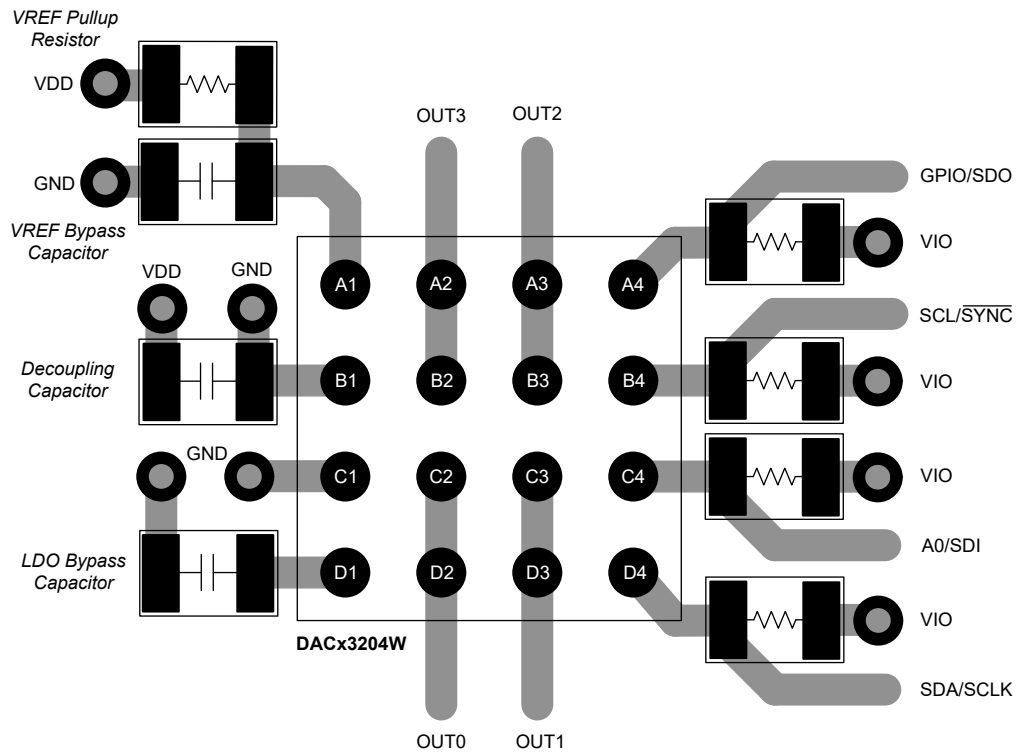 VREF Pullup
Resistor
VDD
GND
VREF Bypass
Capacitor
OUT3
OUT2
GPIO/SDO
VIO
VDD
GND
A1
A2
A3
A4
SCL/SYNC
Decoupling
Capacitor
B1
B2
B3
B4
VIO
GND
C1
C2
C3
C4
VIO
A0/SDI
LDO Bypass
Capacitor
D1
D2
D3
D4
VIO
DACx3204W
SDA/SCLK
OUT0
OUT1